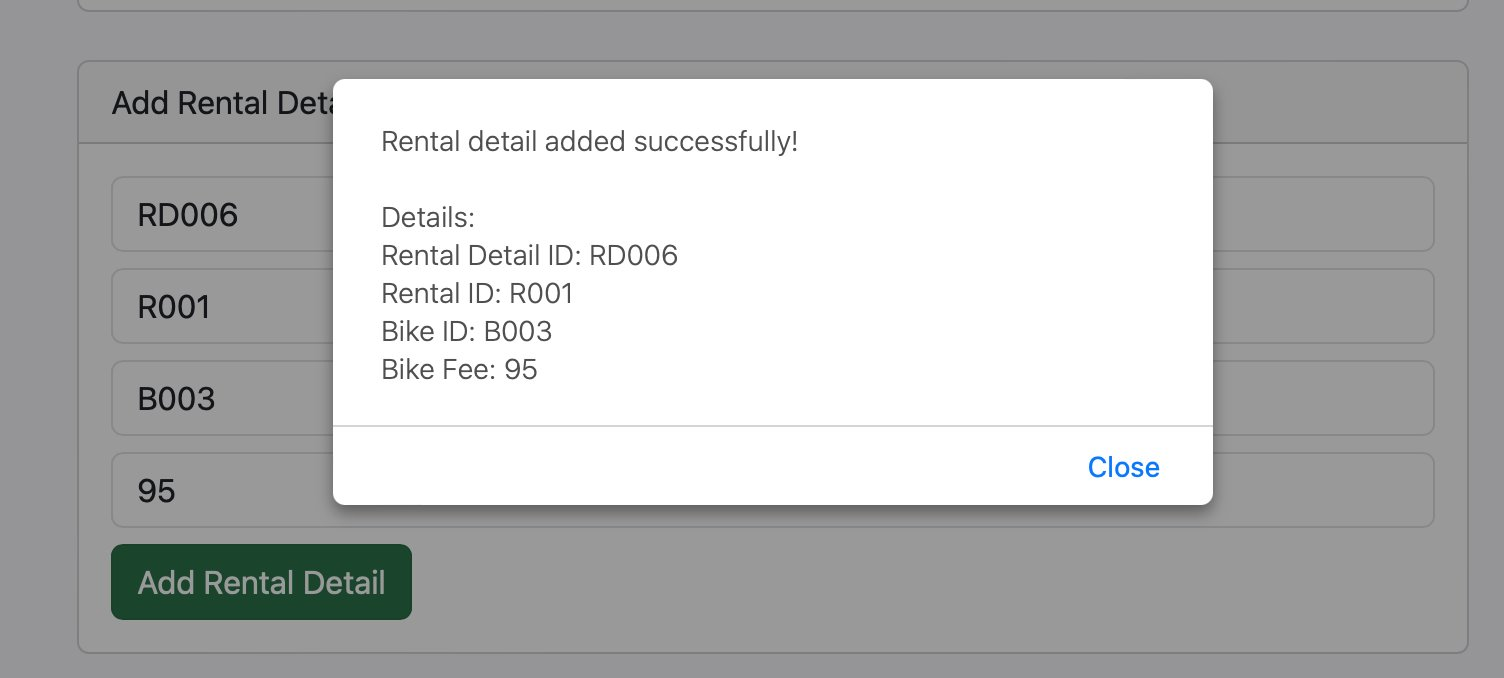 Add Rental Deta
Rental detail added successfully!
Details:
Rental Detail ID: RD006
Rental ID: R001
Bike ID: B003
Bike Fee: 95
Close
RD006
R001
B003
95
Add Rental Detail